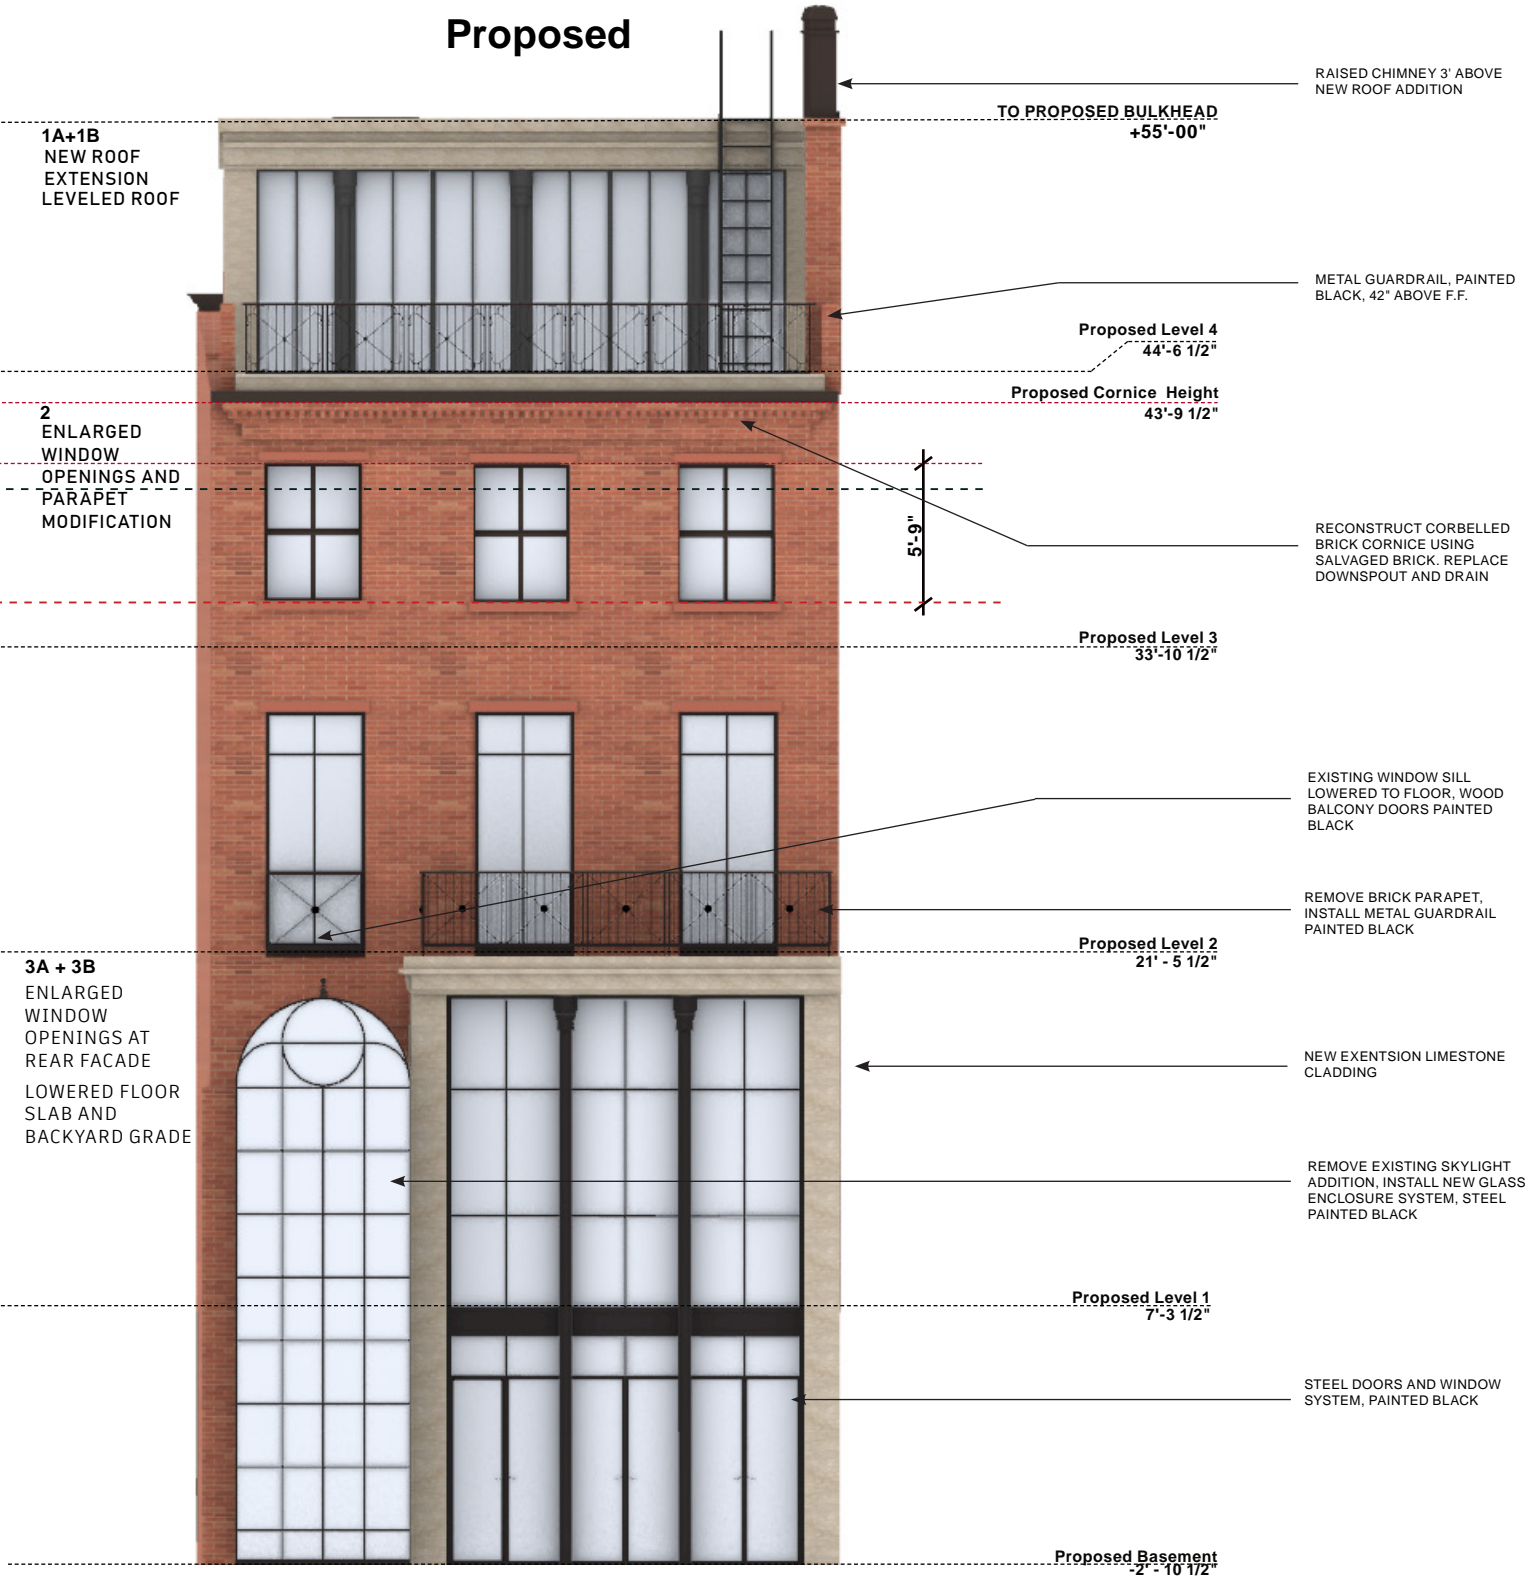 Proposed
RAISED CHIMNEY 3' ABOVE
NEW ROOF ADDITION
TO PROPOSED BULKHEAD
+55'-00"
1A+1B
NEW ROOF
EXTENSION
LEVELED ROOF
METAL GUARDRAIL, PAINTED
BLACK, 42" ABOVE F.F.
Proposed Level 4
44'-6 1/2"
Proposed Cornice Height
43'-9 1/2"
2
ENLARGED
WINDOW
OPENINGS AND
PARAPET
MODIFICATION
5'-9"
RECONSTRUCT CORBELLED
BRICK CORNICE USING
SALVAGED BRICK. REPLACE
DOWNSPOUT AND DRAIN
Proposed Level 3
33'-10 1/2"
EXISTING WINDOW SILL
LOWERED TO FLOOR, WOOD
BALCONY DOORS PAINTED
BLACK
REMOVE BRICK PARAPET,
INSTALL METAL GUARDRAIL
PAINTED BLACK
Proposed Level 2
21' - 5 1/2"
3A + 3B
ENLARGED
WINDOW
OPENINGS AT
REAR FACADE
LOWERED FLOOR
SLAB AND
BACKYARD GRADE
NEW EXENTSION LIMESTONE
CLADDING
REMOVE EXISTING SKYLIGHT
ADDITION, INSTALL NEW GLASS
ENCLOSURE SYSTEM, STEEL
PAINTED BLACK
Proposed Level 1
7'-3 1/2"
STEEL DOORS AND WINDOW
SYSTEM, PAINTED BLACK
Proposed Basement
-2' - 10 1/2"